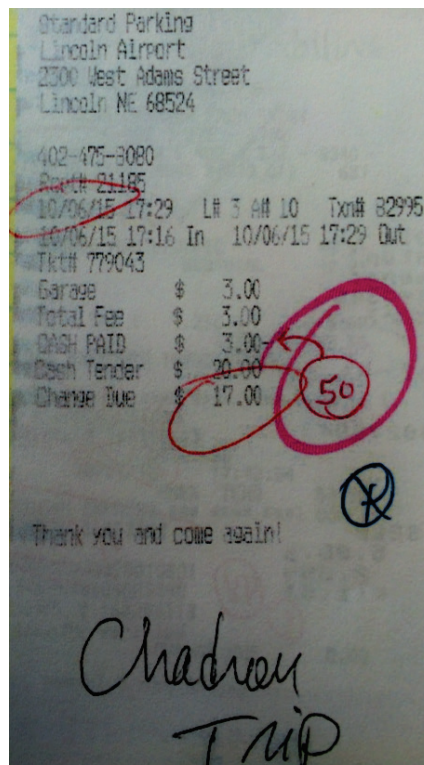 Standard Parking
Lincoln Airport
2300 West Adams Street
Lincoln NE 68524
402-475-3080
Rcpt# 21185
10/06/15 17:29 L# 3 A# 10 Txn# 82995
10/06/15 17:16 In 10/06/15 17:29 Out
Tkt# 779043
Garage $ 3.00
Total Fee $ 3.00
CASH PAID $ 3.00-
Cash Tender $ 20.00
Change Due $ 17.00
50
Thank you and come again!
Chadron
Trip